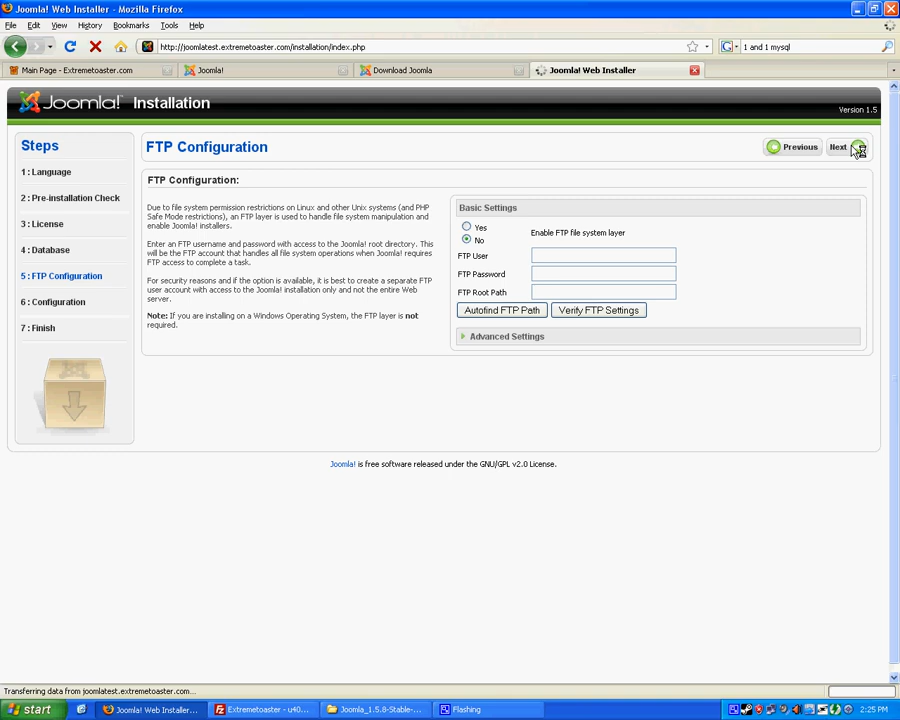 Joomla! Web Installer - Mozilla Firefox
File Edit View History Bookmarks Tools Help
http://joomlatest.extremetoaster.com/installation/index.php
1 and 1 mysql
Main Page - Extremetoaster.com
Joomla!
Download Joomla
Joomla! Web Installer
Joomla! Installation
Version 1.5
Steps
1 : Language
2 : Pre-installation Check
3 : License
4 : Database
5 : FTP Configuration
6 : Configuration
7 : Finish
FTP Configuration
Previous
Next
FTP Configuration:
Due to file system permission restrictions on Linux and other Unix systems (and PHP
Safe Mode restrictions), an FTP layer is used to handle file system manipulation and
enable Joomla! installers.
Enter an FTP username and password with access to the Joomla! root directory. This
will be the FTP account that handles all file system operations when Joomla! requires
FTP access to complete a task.
For security reasons and if the option is available, it is best to create a separate FTP
user account with access to the Joomla! installation only and not the entire Web
server.
Note: If you are installing on a Windows Operating System, the FTP layer is not
required.
Basic Settings
Yes
No
Enable FTP file system layer
FTP User
FTP Password
FTP Root Path
Autofind FTP Path
Verify FTP Settings
Advanced Settings
Joomla! is free software released under the GNU/GPL v2.0 License.
Transferring data from joomlatest.extremetoaster.com...
start
Joomla! Web Installer...
Extremetoaster - u40...
Joomla_1.5.8-Stable-...
Flashing
2:25 PM